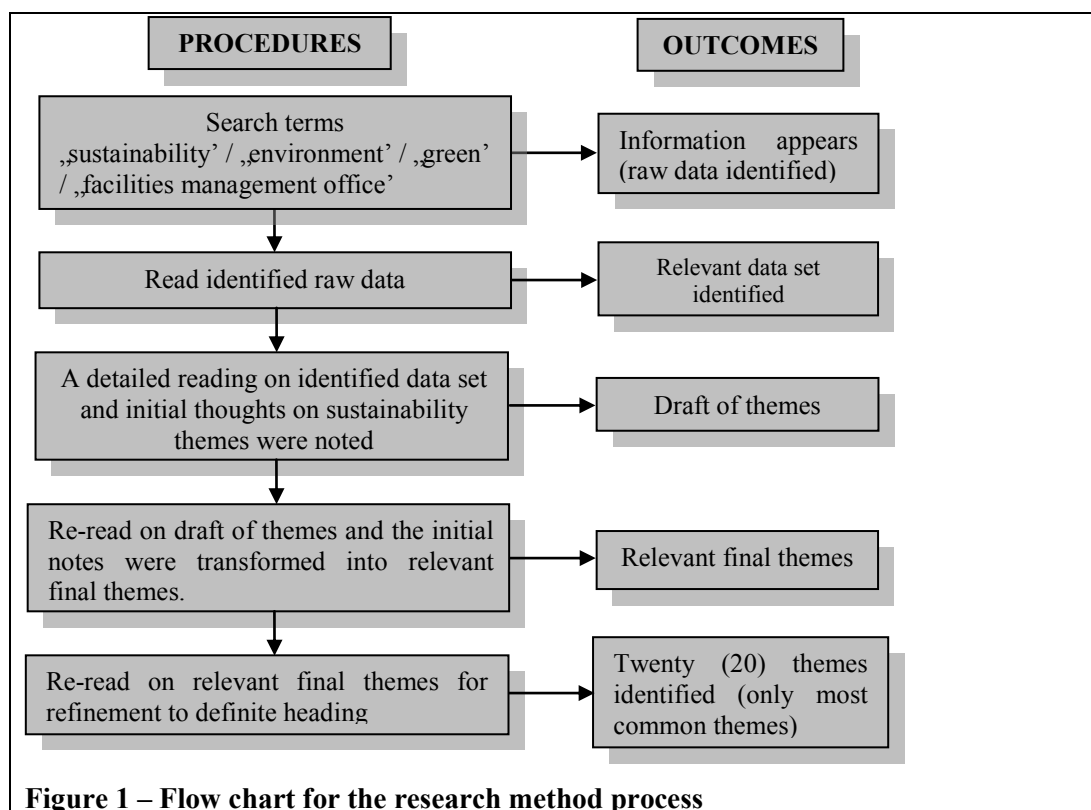 PROCEDURES
OUTCOMES
Search terms
„sustainability’ / „environment’ / „green’
/ „facilities management office’
Information appears
(raw data identified)
Read identified raw data
Relevant data set
identified
A detailed reading on identified data set
and initial thoughts on sustainability
themes were noted
Draft of themes
Re-read on draft of themes and the initial
notes were transformed into relevant
final themes.
Relevant final themes
Re-read on relevant final themes for
refinement to definite heading
Twenty (20) themes
identified (only most
common themes)
Figure 1 – Flow chart for the research method process